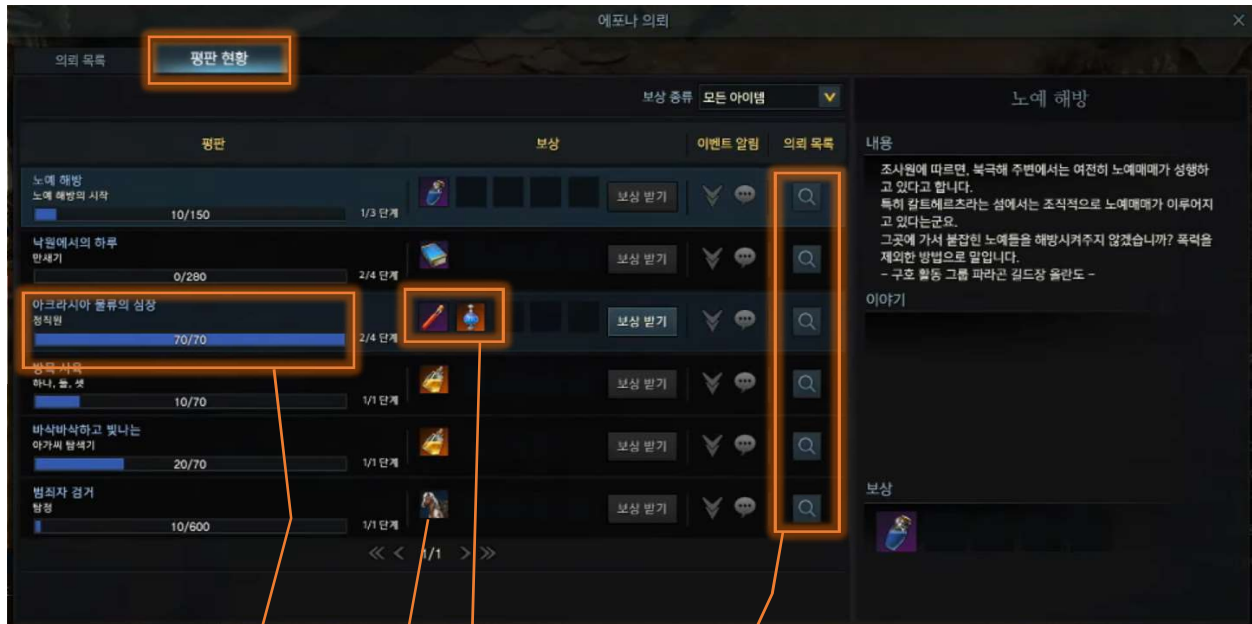 에포나 의뢰
의뢰 목록
평판 현황
보상 종류 모든 아이템
평판 보상 이벤트 알림 의뢰 목록
노예 해방
노예 해방의 시작
10/150 1/3 단계
보상 받기
낙원에서의 하루
만새기
0/280 2/4 단계
보상 받기
아크라시아 물류의 심장
정직원
70/70 2/4 단계
보상 받기
방목 사육
하나, 둘, 셋
10/70 1/1 단계
보상 받기
바삭바삭하고 빛나는
아가씨 탐색기
20/70 1/1 단계
보상 받기
범죄자 검거
탐정
10/600 1/1 단계
보상 받기
1/1
노예 해방
내용
조사원에 따르면, 북극해 주변에서는 여전히 노예매매가 성행하
고 있다고 합니다.
특히 칼트헤르츠라는 섬에서는 조직적으로 노예매매가 이루어지
고 있다는군요.
그곳에 가서 붙잡힌 노예들을 해방시켜주지 않겠습니까? 폭력을
제외한 방법으로 말입니다.
- 구호 활동 그룹 파라곤 길드장 올란도 -
이야기
보상